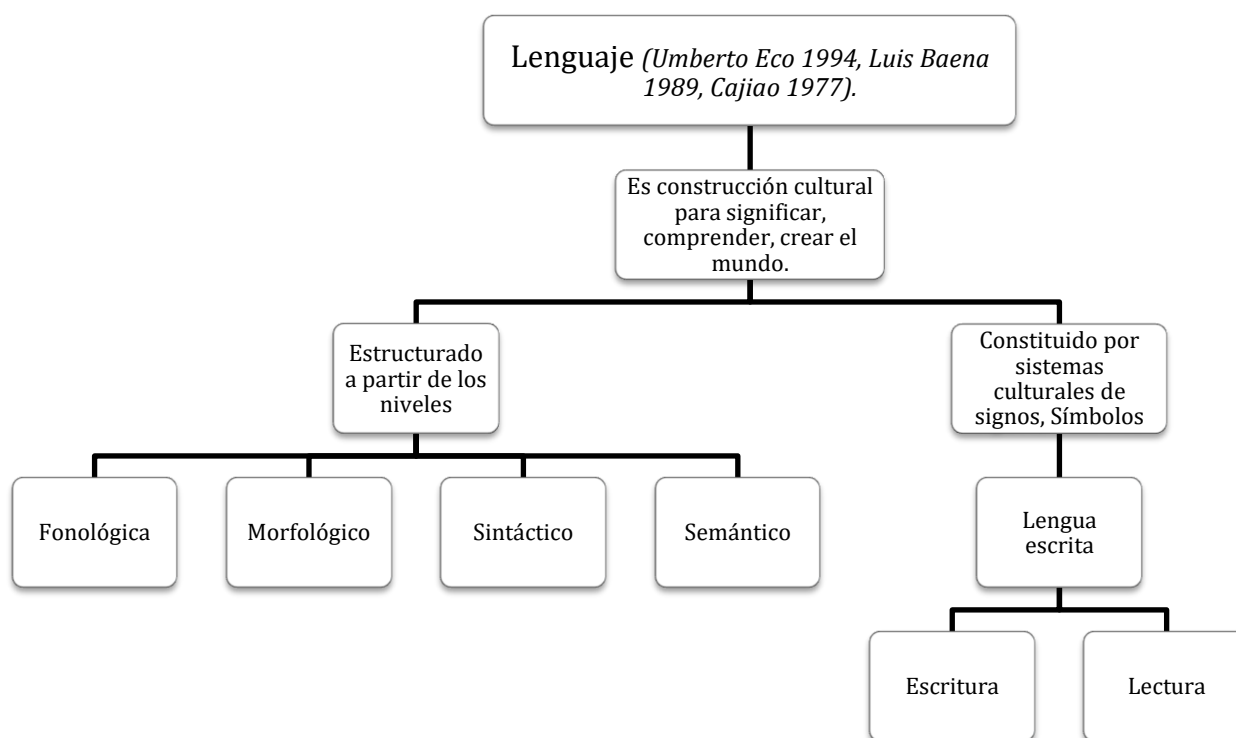 Lenguaje (Umberto Eco 1994, Luis Baena
1989, Cajiao 1977).
Es construcción cultural
para significar,
comprender, crear el
mundo.
Estructurado
a partir de los
niveles
Constituido por
sistemas
culturales de
signos, Símbolos
Fonológica
Morfológico
Sintáctico
Semántico
Lengua
escrita
Escritura
Lectura